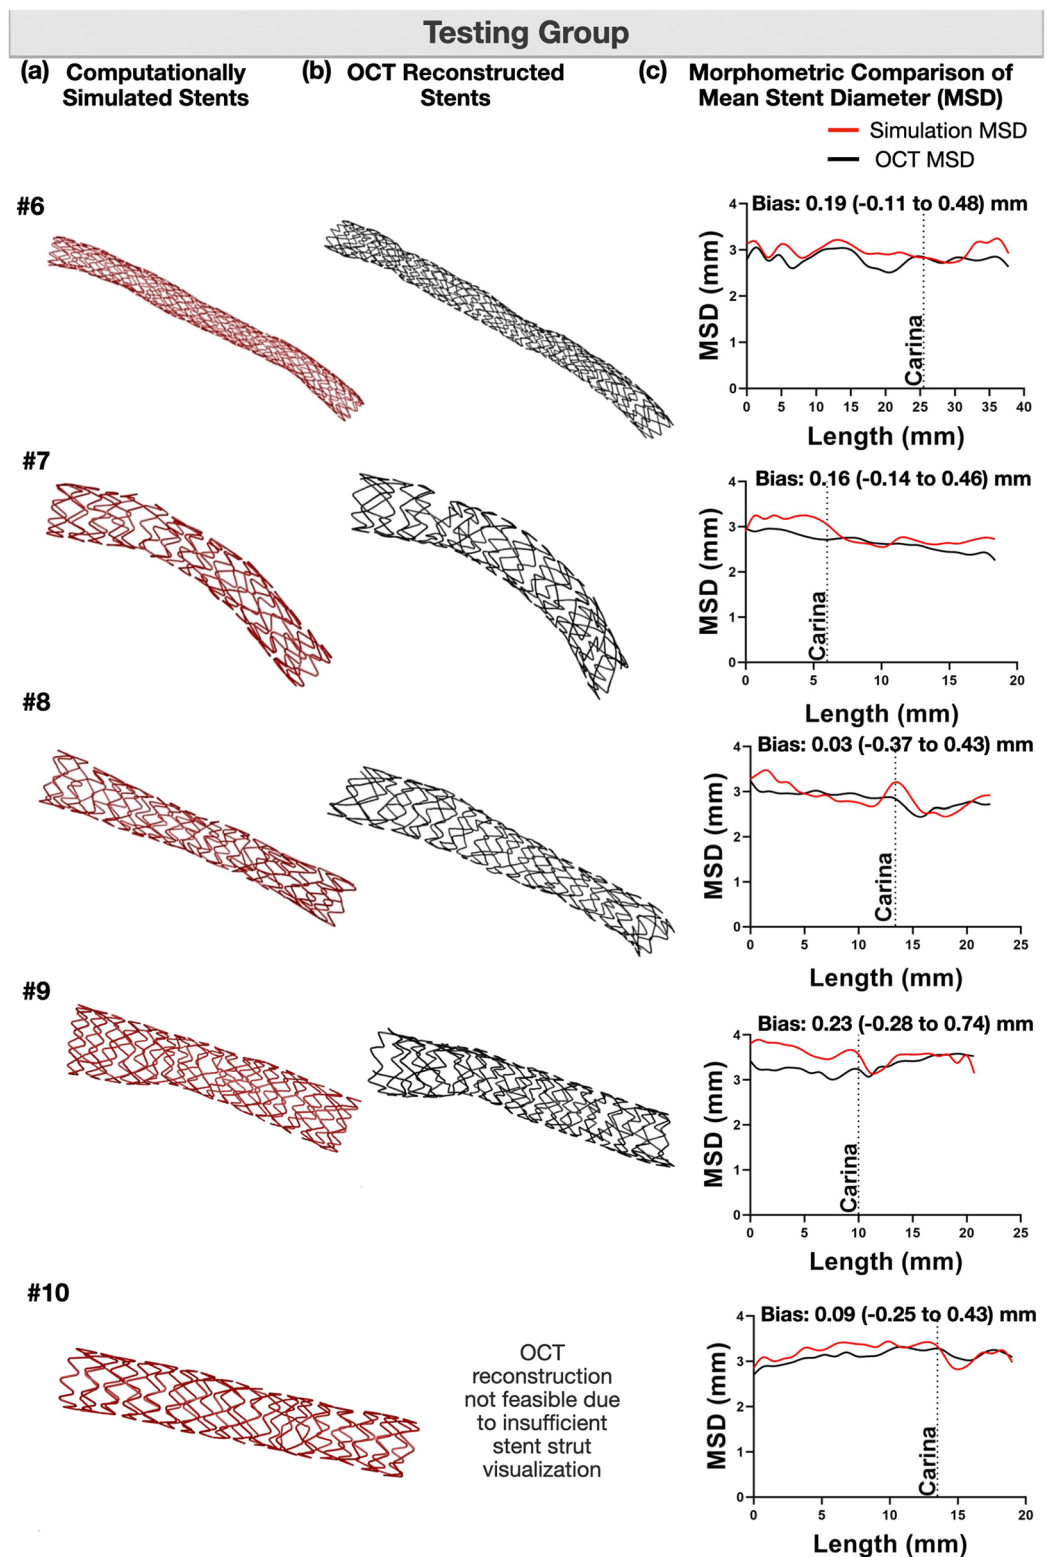 Testing Group
(a) Computationally
Simulated Stents
(b) OCT Reconstructed
Stents
(c) Morphometric Comparison of
Mean Stent Diameter (MSD)
Simulation MSD
OCT MSD
#6
Bias: 0.19 (-0.11 to 0.48) mm
MSD (mm)
4
3
2
1
0
Carina
0 5 10 15 20 25 30 35 40
Length (mm)
#7
Bias: 0.16 (-0.14 to 0.46) mm
MSD (mm)
4
3
2
1
0
Carina
0 5 10 15 20
Length (mm)
#8
Bias: 0.03 (-0.37 to 0.43) mm
MSD (mm)
4
3
2
1
0
Carina
0 5 10 15 20 25
Length (mm)
#9
Bias: 0.23 (-0.28 to 0.74) mm
MSD (mm)
4
3
2
1
0
Carina
0 5 10 15 20 25
Length (mm)
#10
OCT
reconstruction
not feasible due
to insufficient
stent strut
visualization
Bias: 0.09 (-0.25 to 0.43) mm
MSD (mm)
4
3
2
1
0
Carina
0 5 10 15 20
Length (mm)